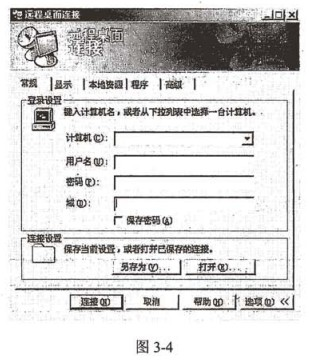 远程桌面连接
远程桌面
连接
常规 显示 本地资源 程序 高级
登录设置
键入计算机名，或者从下拉列表中选择一台计算机。
计算机(C):
用户名(U):
密码(P):
域(D):
保存密码(A)
连接设置
保存当前设置，或者打开已保存的连接。
另存为(V)... 打开(E)...
连接(N) 取消 帮助(H) 选项(O) <<
图 3-4